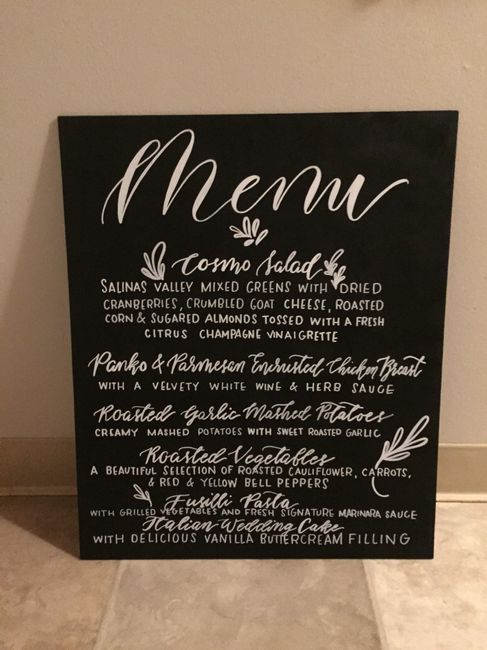 Menu
Cosmo Salad
SALINAS VALLEY MIXED GREENS WITH DRIED
CRANBERRIES, CRUMBLED GOAT CHEESE, ROASTED
CORN & SUGARED ALMONDS TOSSED WITH A FRESH
CITRUS CHAMPAGNE VINAIGRETTE
Panko & Parmesan Encrusted Chicken Breast
WITH A VELVETY WHITE WINE & HERB SAUCE
Roasted Garlic Mashed Potatoes
CREAMY MASHED POTATOES WITH SWEET ROASTED GARLIC
Roasted Vegetables
A BEAUTIFUL SELECTION OF ROASTED CAULIFLOWER, CARROTS,
& RED & YELLOW BELL PEPPERS
Fusilli Pasta
WITH GRILLED VEGETABLES AND FRESH SIGNATURE MARINARA SAUCE
Italian Wedding Cake
WITH DELICIOUS VANILLA BUTTERCREAM FILLING